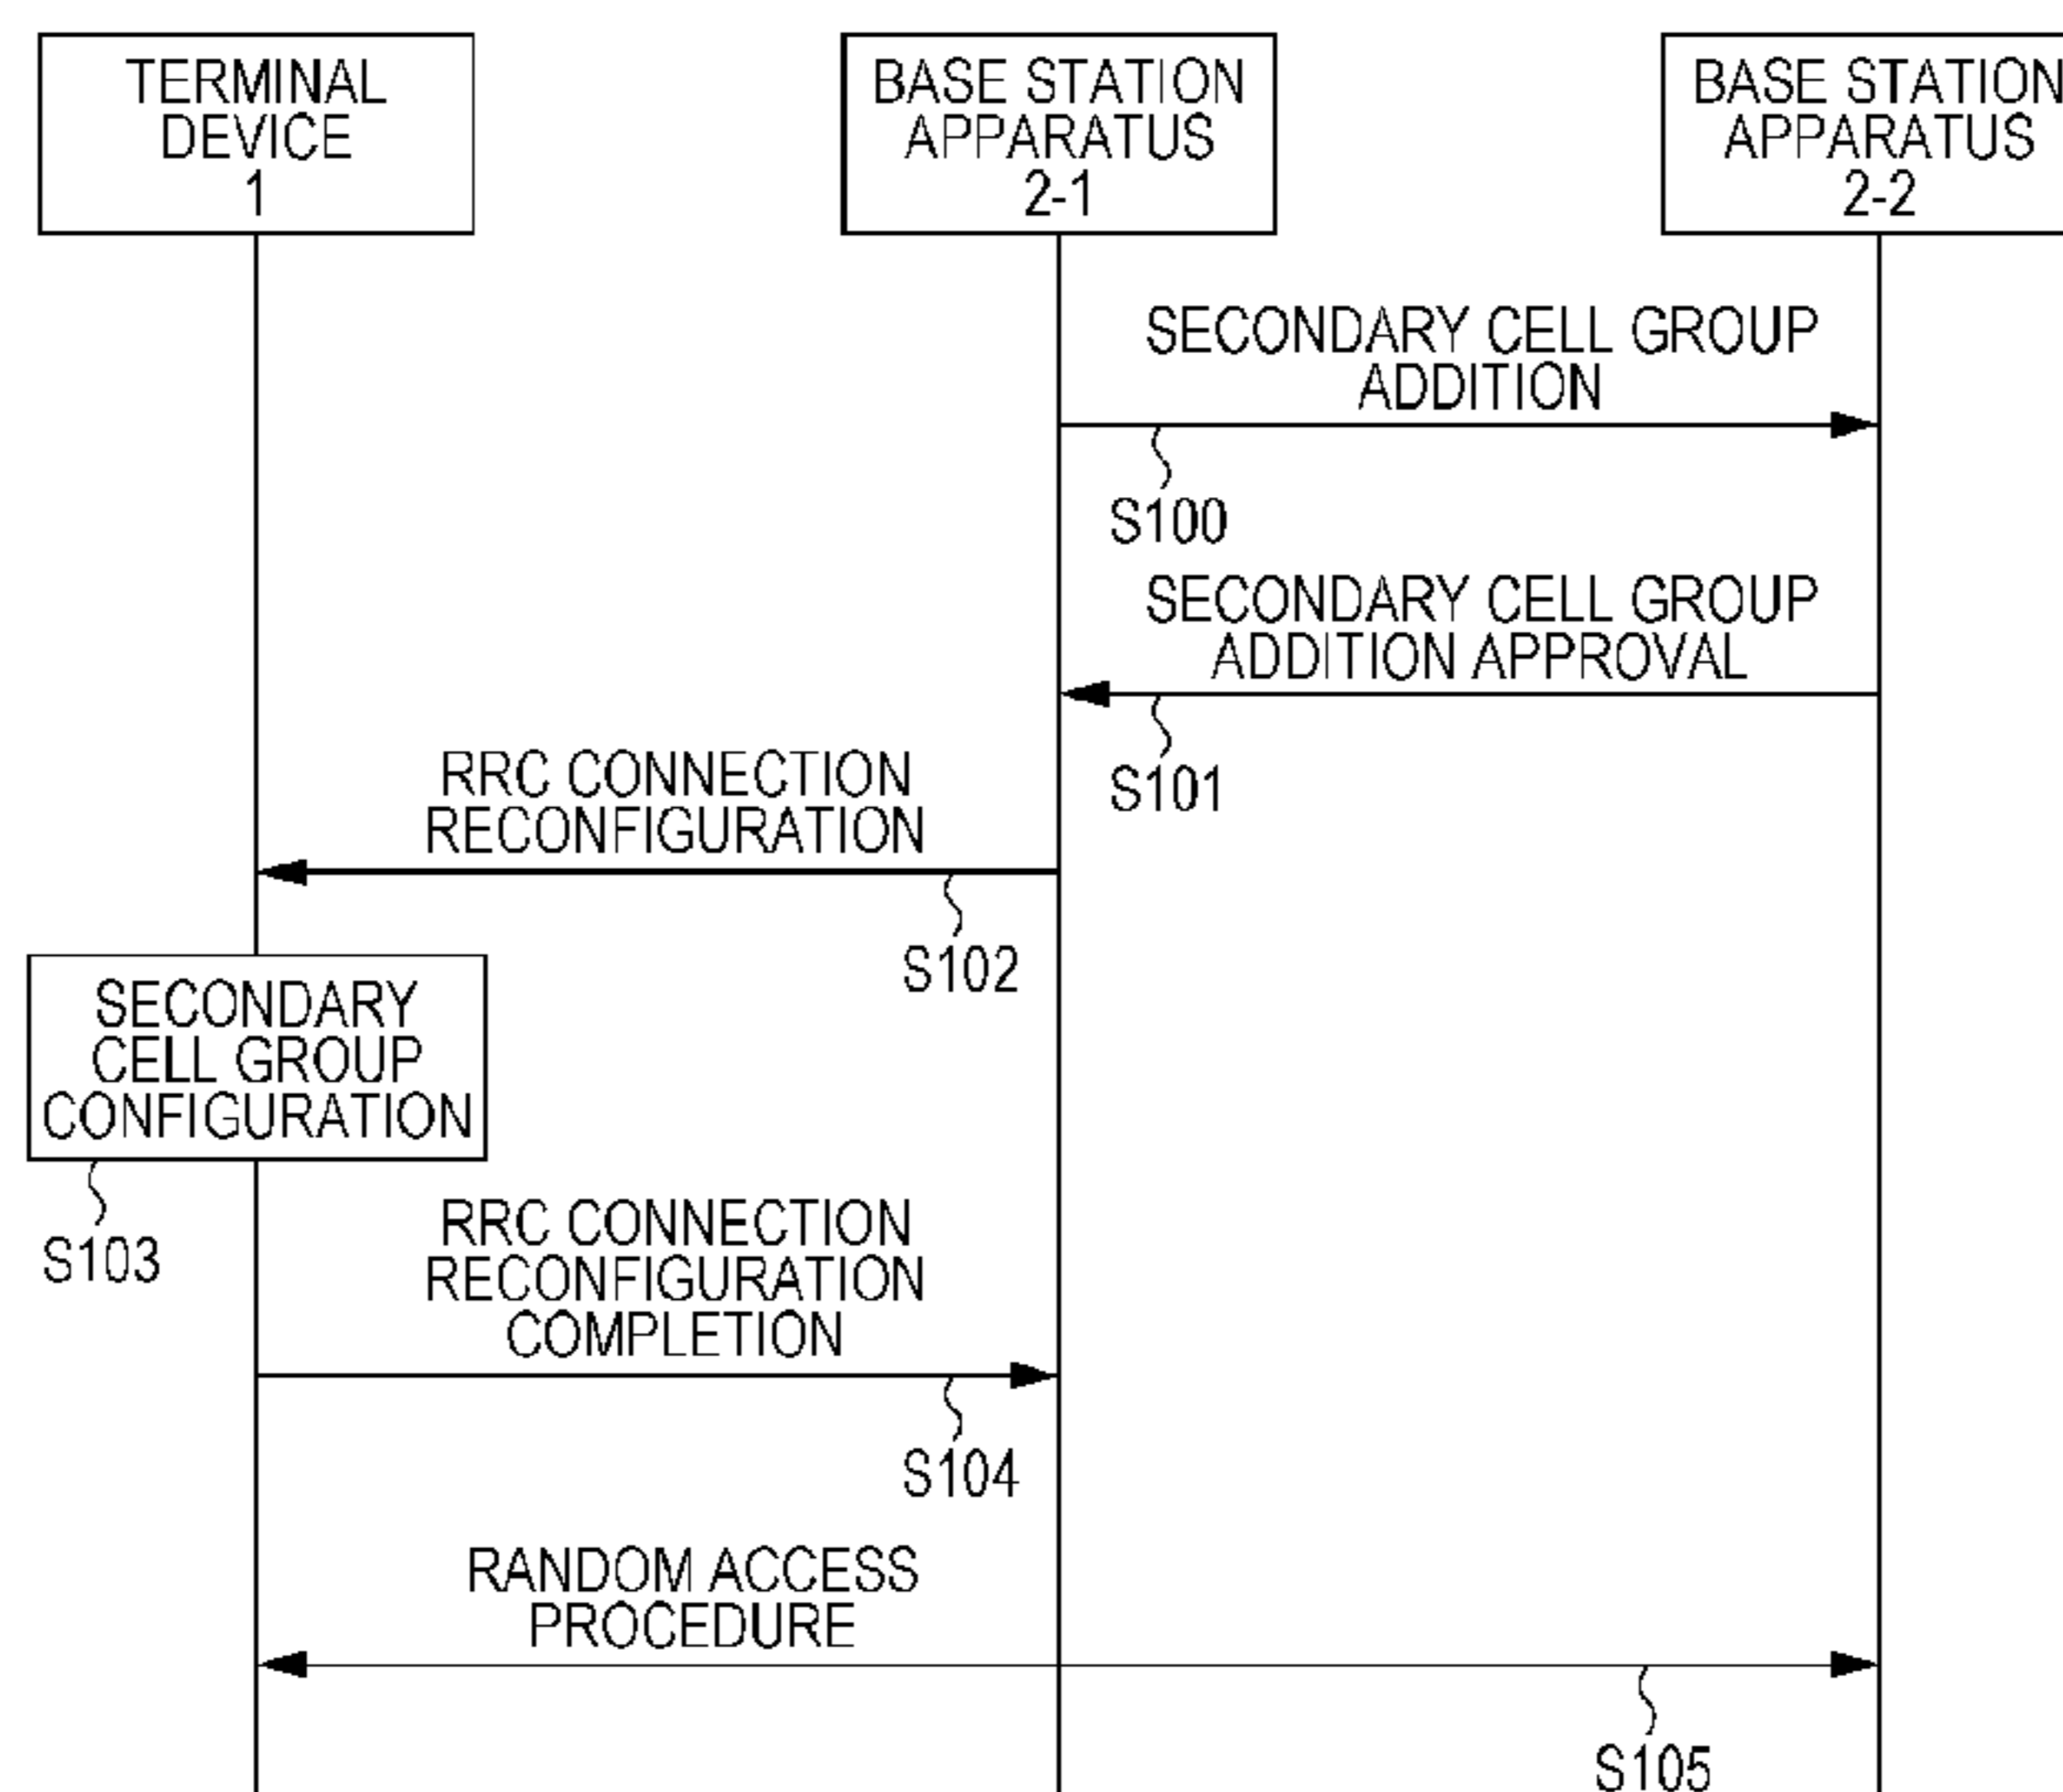 TERMINAL
DEVICE
1
BASE STATION
APPARATUS
2-1
BASE STATION
APPARATUS
2-2
SECONDARY CELL GROUP
ADDITION
S100
SECONDARY CELL GROUP
ADDITION APPROVAL
S101
RRC CONNECTION
RECONFIGURATION
S102
SECONDARY
CELL GROUP
CONFIGURATION
S103
RRC CONNECTION
RECONFIGURATION
COMPLETION
S104
RANDOM ACCESS
PROCEDURE
S105